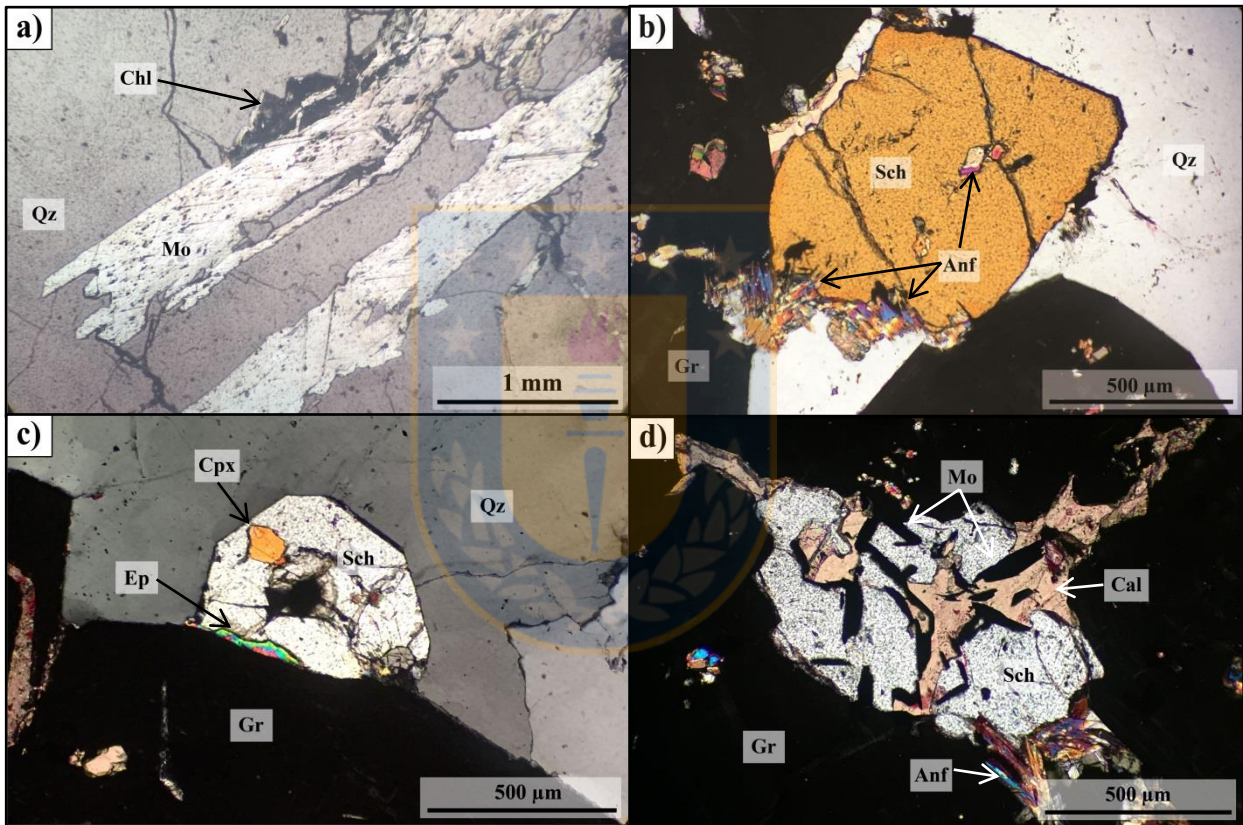 a)
Chl
Qz
Mo
1 mm
b)
Sch
Qz
Anf
Gr
500 µm
c)
Cpx
Qz
Sch
Ep
Gr
500 µm
d)
Mo
Cal
Sch
Gr
Anf
500 µm